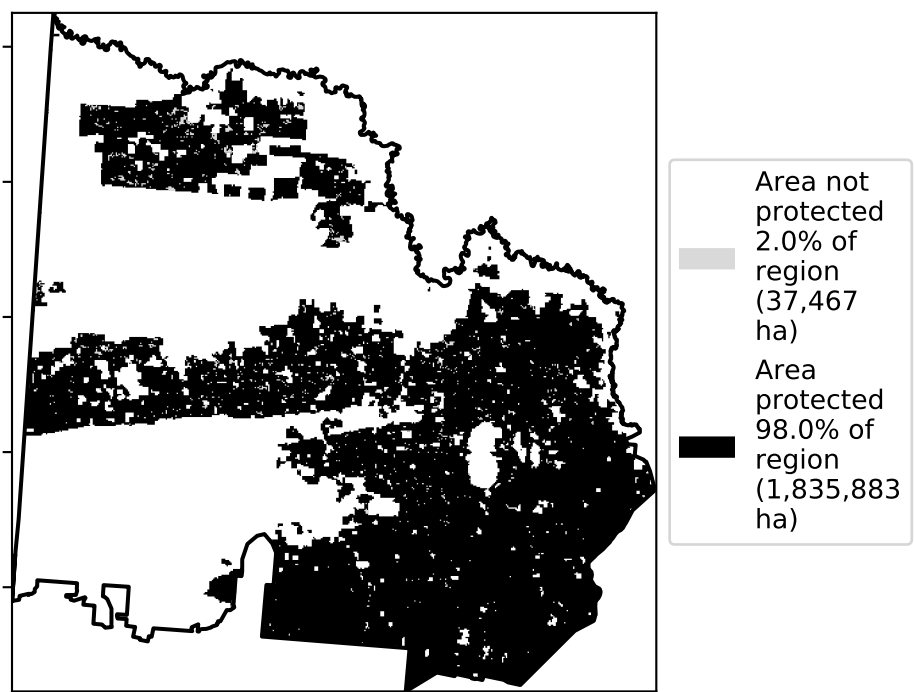 Area not
protected
2.0% of
region
(37,467
ha)
Area
protected
98.0% of
region
(1,835,883
ha)